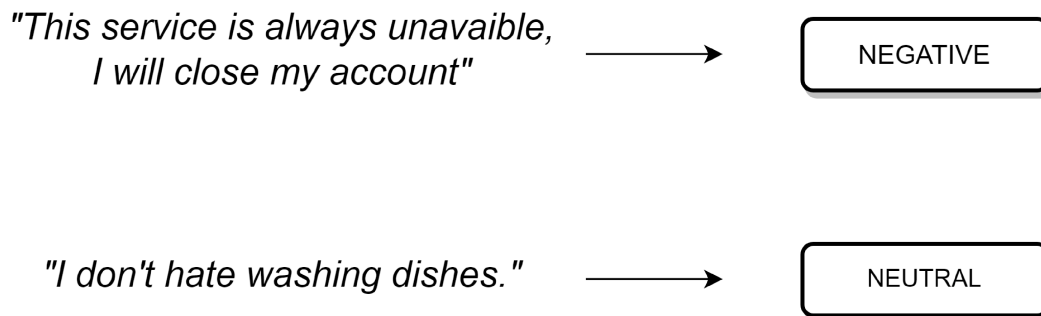 "This service is always unavaible,
I will close my account"
NEGATIVE
"I don't hate washing dishes."
NEUTRAL